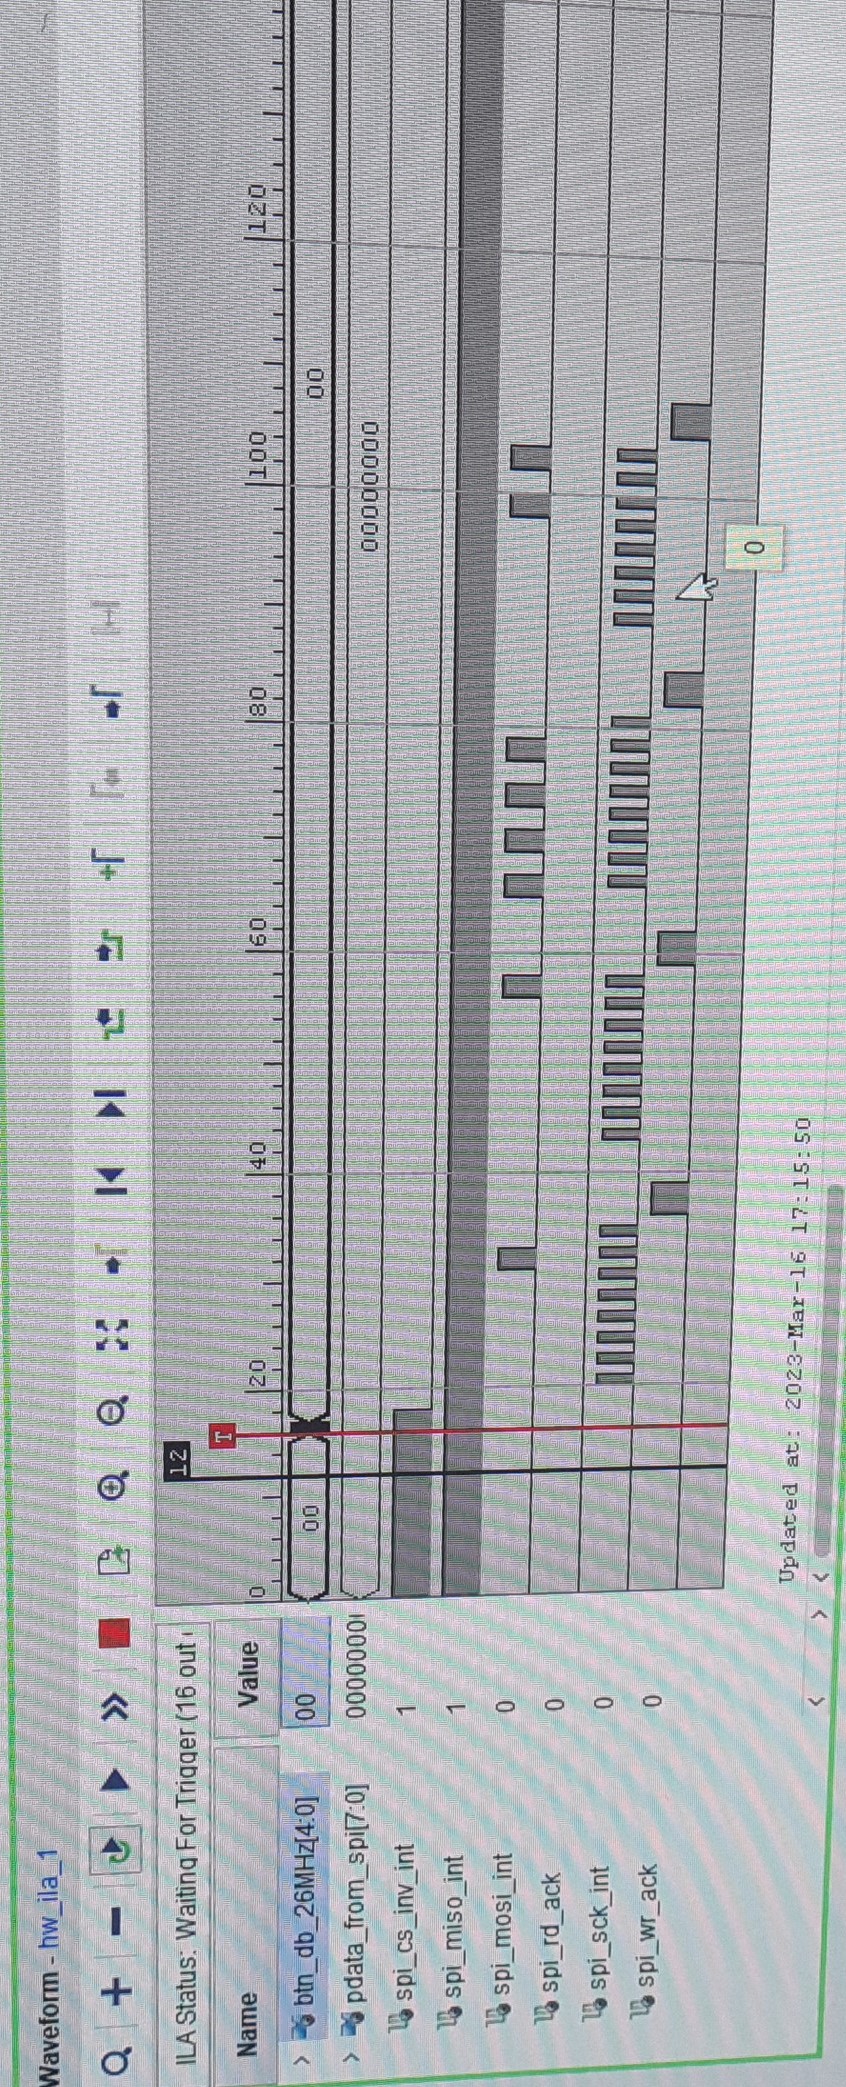 Waveform - hw_ila_1
ILA Status: Waiting For Trigger (16 out
12
T
Name
Value
0 20 40 60 80 100 120
btn_db_26MHz[4:0] 00 00 00
pdata_from_spi[7:0] 0000000 00000000
spi_cs_inv_int 1
spi_miso_int 1
spi_mosi_int 0
spi_rd_ack 0
spi_sck_int 0
spi_wr_ack 0
0
Updated at: 2023-Mar-16 17:15:50